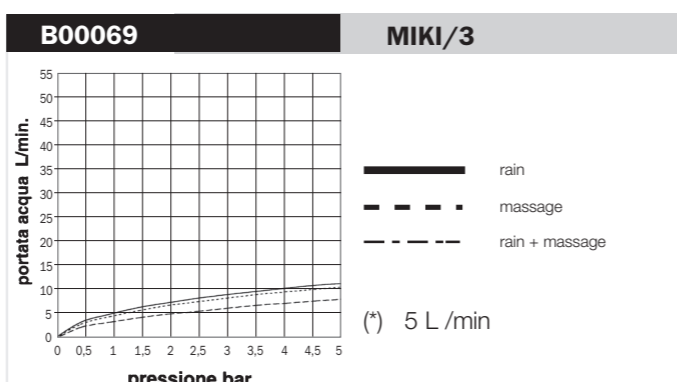 B00069 MIKI/3
portata acqua L/min.
55
50
45
40
35
30
25
20
15
10
5
0
0 0,5 1 1,5 2 2,5 3 3,5 4 4,5 5
pressione bar
rain
massage
rain + massage
(*) 5 L /min